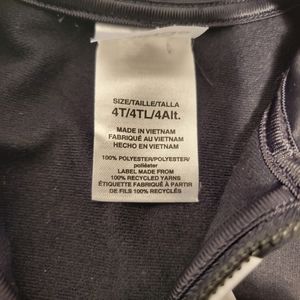 SIZE/TAILLE/TALLA
4T/4TL/4Alt.
MADE IN VIETNAM
FABRIQUÉ AU VIETNAM
HECHO EN VIETNAM
100% POLYESTER/POLYESTER/
poliéster
LABEL MADE FROM
100% RECYCLED YARNS
ÉTIQUETTE FABRIQUÉ À PARTIR
DE FILS 100% RECYCLÉS